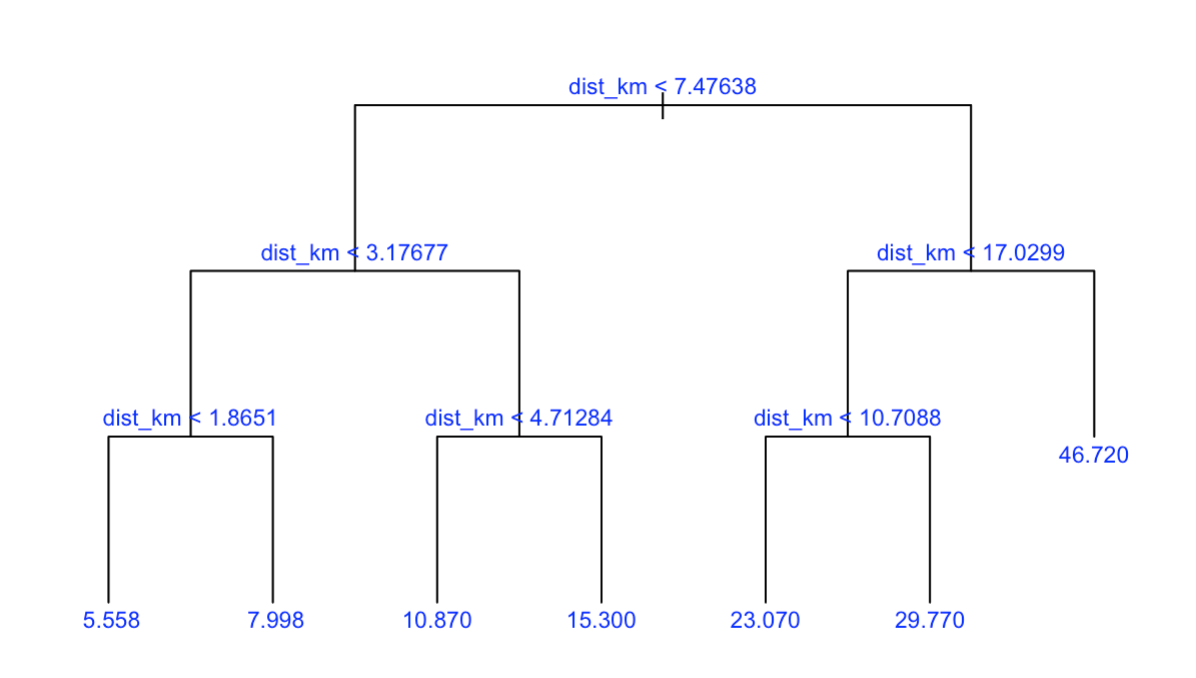 dist_km < 7.47638
dist_km < 3.17677
dist_km < 17.0299
dist_km < 1.8651
dist_km < 4.71284
dist_km < 10.7088
46.720
5.558
7.998
10.870
15.300
23.070
29.770